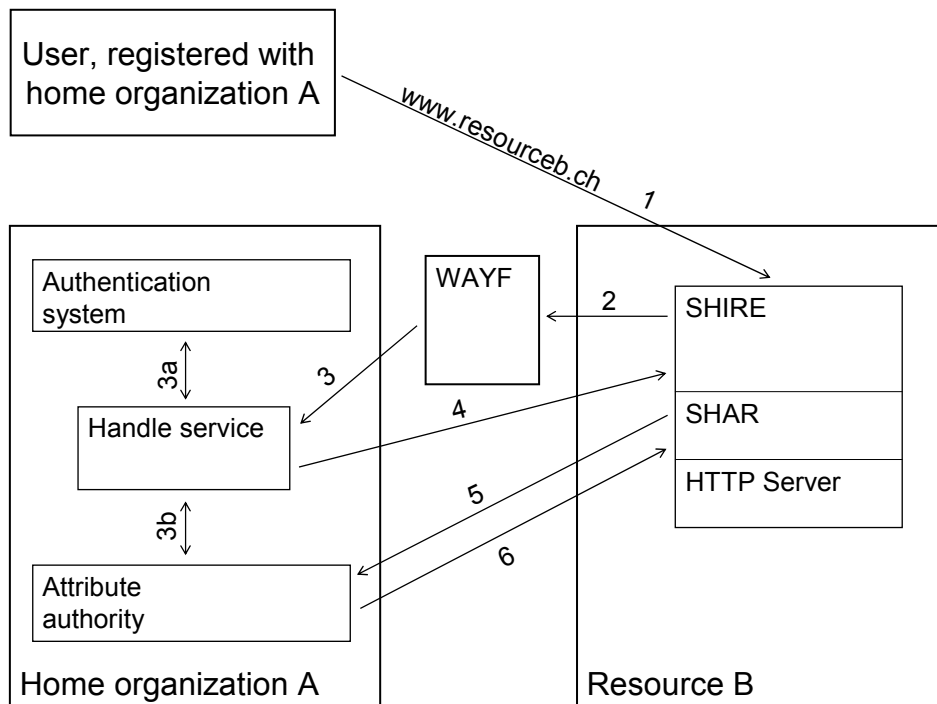 User, registered with
home organization A
www.resourceb.ch
1
Authentication
system
WAYF
2
SHIRE
3a
3
Handle service
4
SHAR
HTTP Server
3b
5
6
Attribute
authority
Home organization A
Resource B